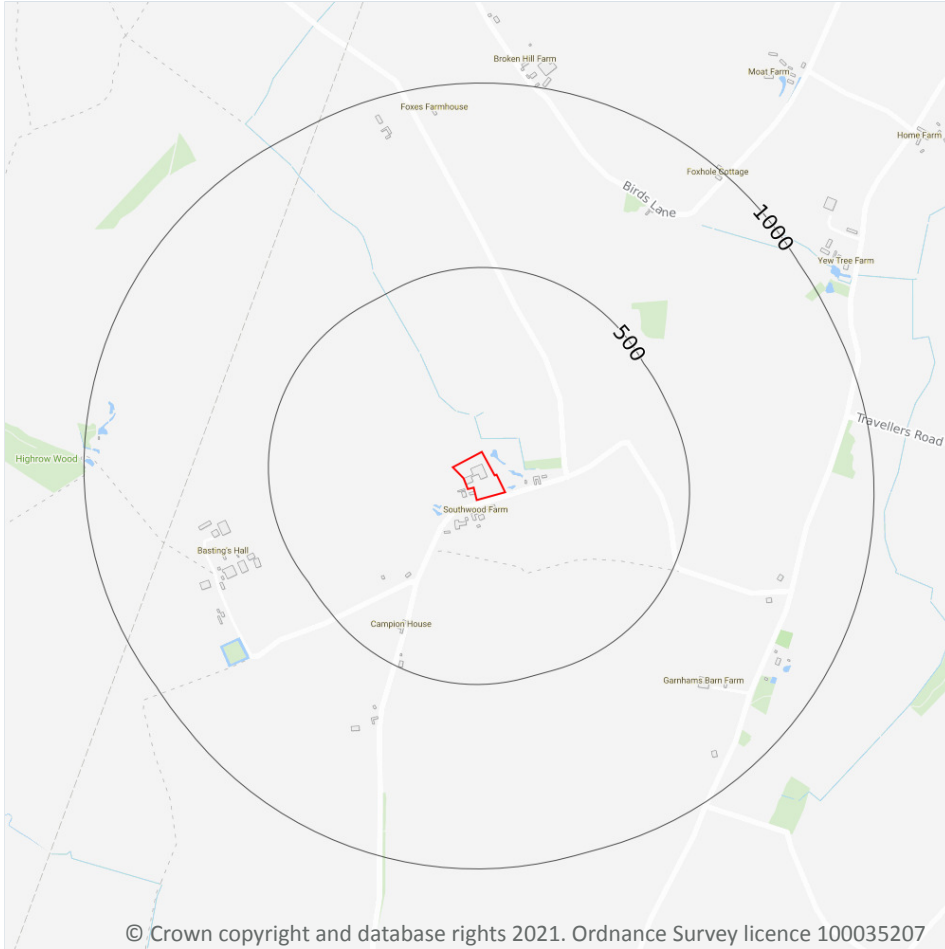 Broken Hill Farm
Moat Farm
Foxes Farmhouse
Home Farm
Foxhole Cottage
Birds Lane
1000
Yew Tree Farm
500
Travellers Road
Highrow Wood
Southwood Farm
Basting's Hall
Campion House
Garnhams Barn Farm
© Crown copyright and database rights 2021. Ordnance Survey licence 100035207